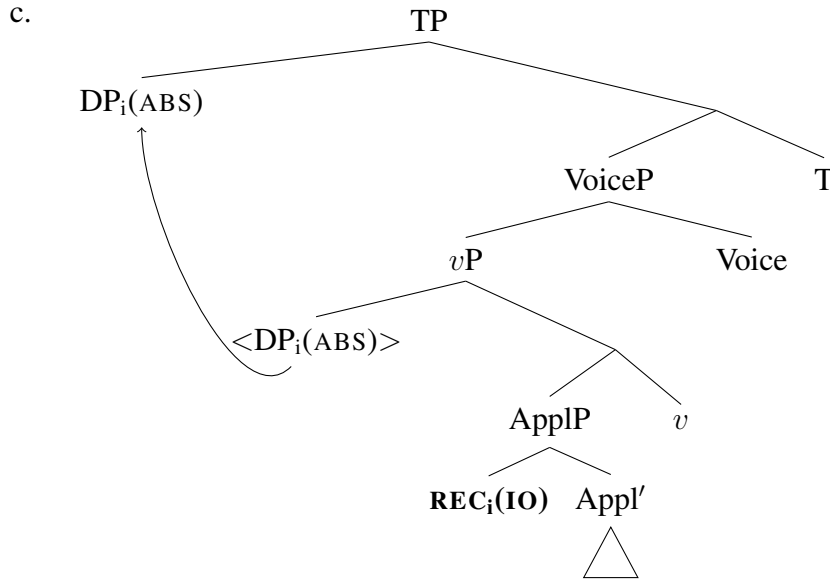 c.
TP
DPᵢ(ABS)
VoiceP T
vP Voice
<DPᵢ(ABS)>
ApplP v
RECᵢ(IO) Appl′